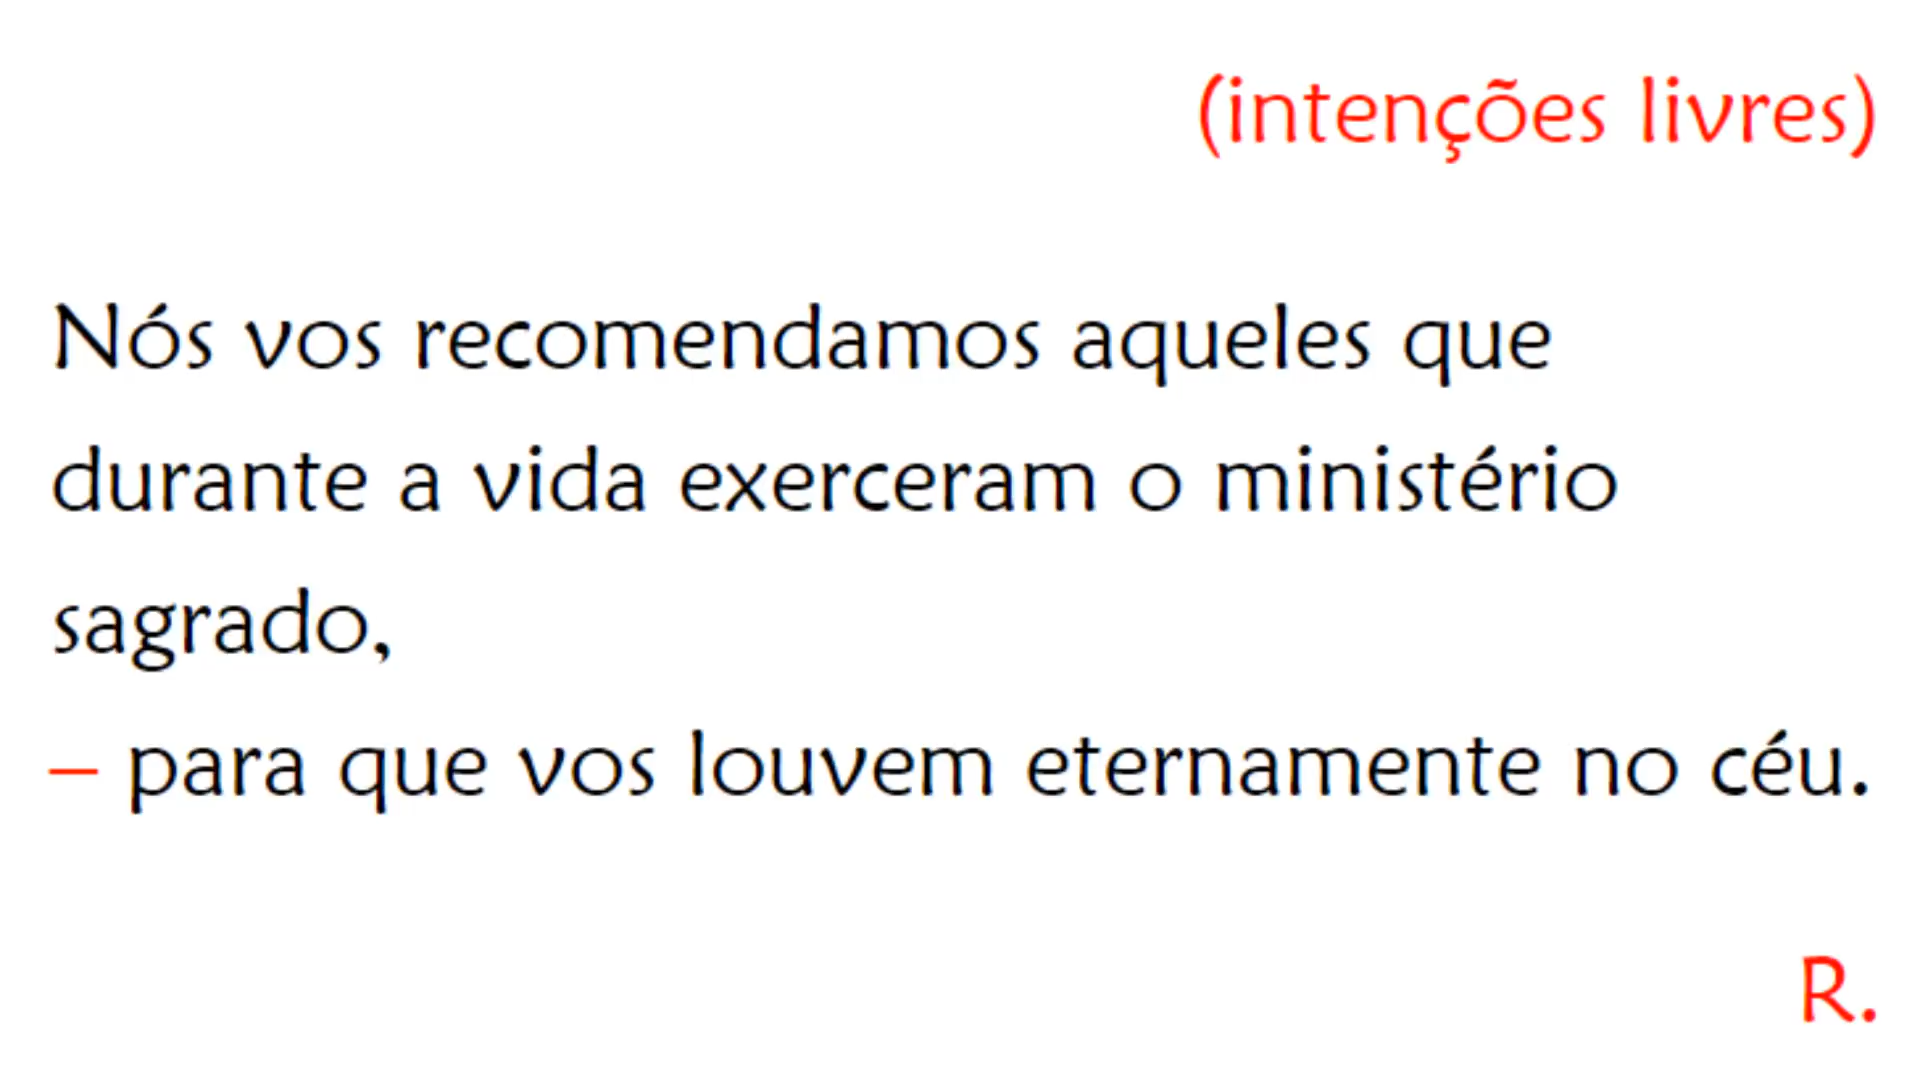 (intenções livres)
Nós vos recomendamos aqueles que
durante a vida exerceram o ministério
sagrado,
– para que vos louvem eternamente no céu.
R.